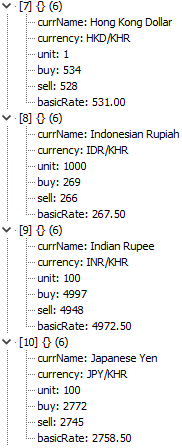 [7] {} (6)
currName: Hong Kong Dollar
currency: HKD/KHR
unit: 1
buy: 534
sell: 528
basicRate: 531.00
[8] {} (6)
currName: Indonesian Rupiah
currency: IDR/KHR
unit: 1000
buy: 269
sell: 266
basicRate: 267.50
[9] {} (6)
currName: Indian Rupee
currency: INR/KHR
unit: 100
buy: 4997
sell: 4948
basicRate: 4972.50
[10] {} (6)
currName: Japanese Yen
currency: JPY/KHR
unit: 100
buy: 2772
sell: 2745
basicRate: 2758.50